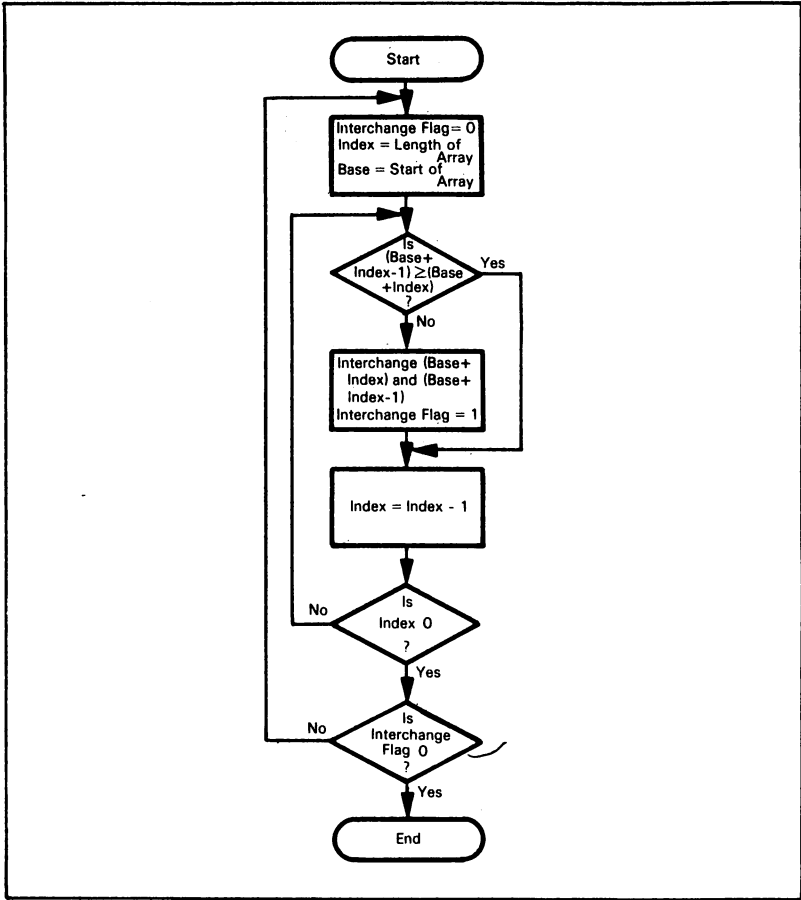 Start
Interchange Flag= 0
Index = Length of
Array
Base = Start of
Array
Is
(Base+
Index-1) ≥(Base
+Index)
?
Yes
No
Interchange (Base+
Index) and (Base+
Index-1)
Interchange Flag = 1
Index = Index - 1
Is
Index 0
?
No
Yes
Is
Interchange
Flag 0
?
No
Yes
End